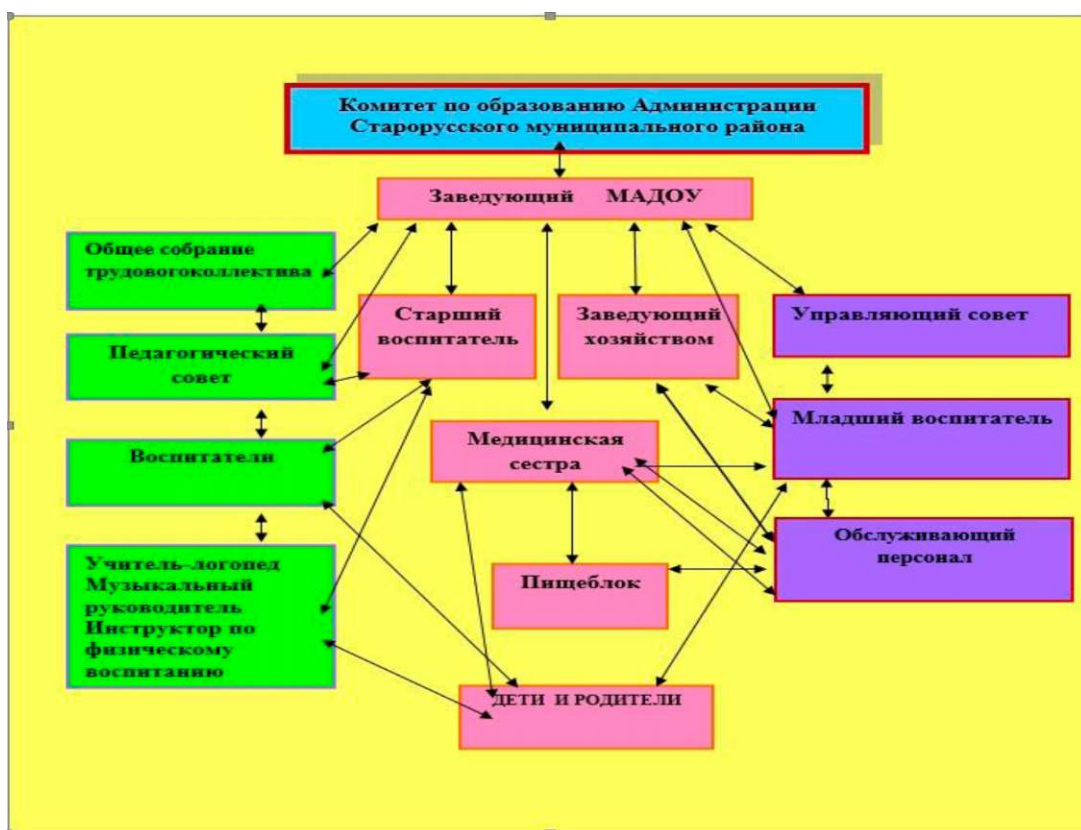 Комитет по образованию Администрации
Старорусского муниципального района
Заведующий МАДОУ
Общее собрание
трудовогоколлектива
Старший
воспитатель
Заведующий
хозяйством
Управляющий совет
Педагогический
совет
Младший воспитатель
Медицинская
сестра
Воспитатели
Обслуживающий
персонал
Учитель-логопед
Музыкальный
руководитель
Инструктор по
физическому
воспитанию
Пищеблок
ДЕТИ И РОДИТЕЛИ